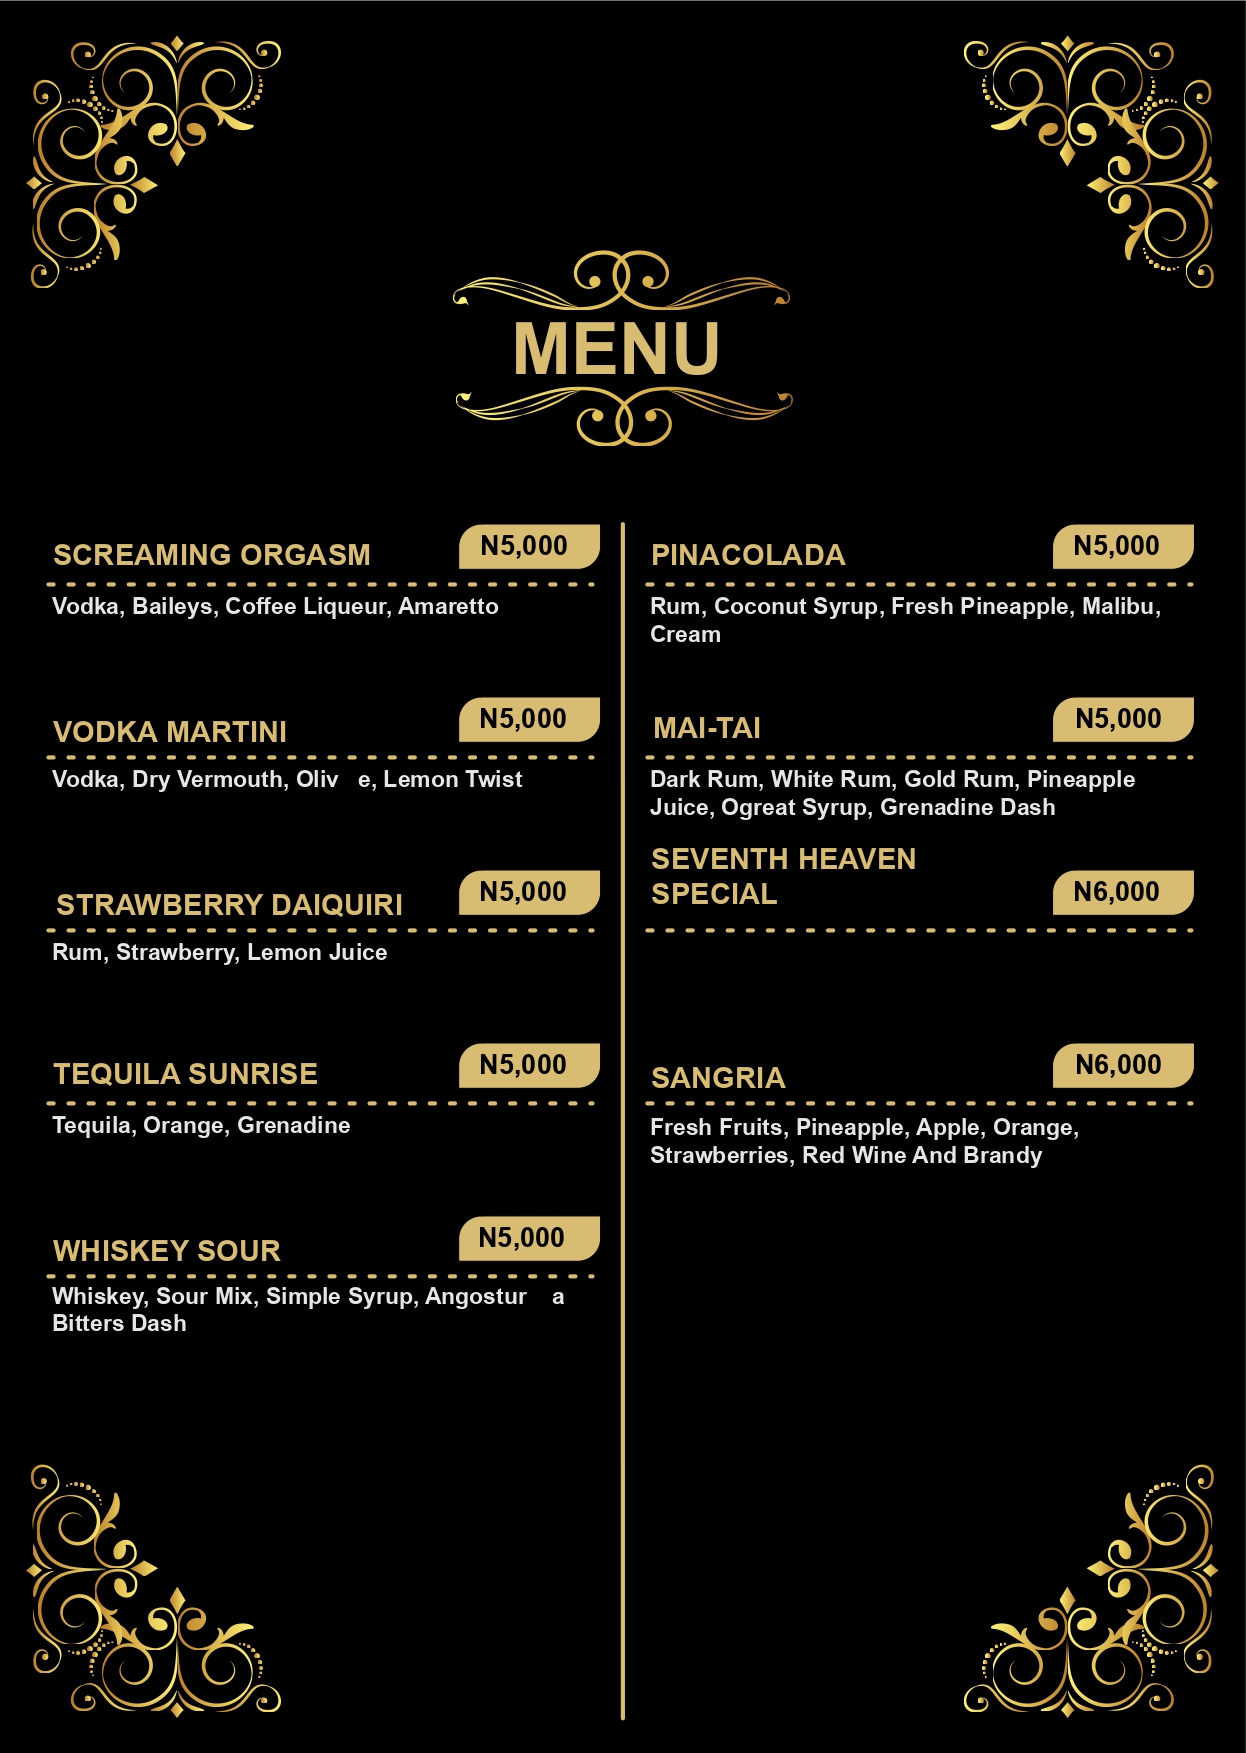 MENU
SCREAMING ORGASM
N5,000
Vodka, Baileys, Coffee Liqueur, Amaretto
VODKA MARTINI
N5,000
Vodka, Dry Vermouth, Oliv e, Lemon Twist
STRAWBERRY DAIQUIRI
N5,000
Rum, Strawberry, Lemon Juice
TEQUILA SUNRISE
N5,000
Tequila, Orange, Grenadine
WHISKEY SOUR
N5,000
Whiskey, Sour Mix, Simple Syrup, Angostur a
Bitters Dash
PINACOLADA
N5,000
Rum, Coconut Syrup, Fresh Pineapple, Malibu,
Cream
MAI-TAI
N5,000
Dark Rum, White Rum, Gold Rum, Pineapple
Juice, Ogreat Syrup, Grenadine Dash
SEVENTH HEAVEN
SPECIAL
N6,000
SANGRIA
N6,000
Fresh Fruits, Pineapple, Apple, Orange,
Strawberries, Red Wine And Brandy